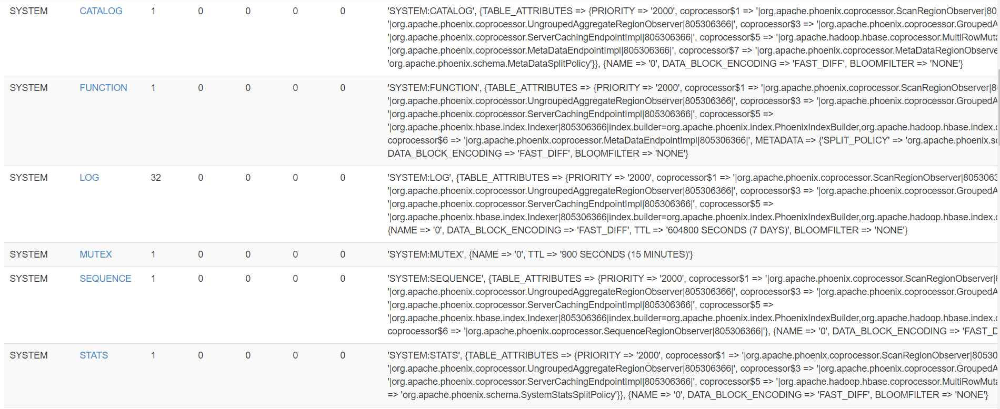 SYSTEM CATALOG 1 0 0 0 0 'SYSTEM:CATALOG', {TABLE_ATTRIBUTES => {PRIORITY => '2000', coprocessor$1 => '|org.apache.phoenix.coprocessor.ScanRegionObserver|80
'|org.apache.phoenix.coprocessor.UngroupedAggregateRegionObserver|805306366|', coprocessor$3 => '|org.apache.phoenix.coprocessor.GroupedA
'|org.apache.phoenix.coprocessor.ServerCachingEndpointImpl|805306366|', coprocessor$5 => '|org.apache.hadoop.hbase.coprocessor.MultiRowMuta
'|org.apache.phoenix.coprocessor.MetaDataEndpointImpl|805306366|', coprocessor$7 => '|org.apache.phoenix.coprocessor.MetaDataRegionObserve
'org.apache.phoenix.schema.MetaDataSplitPolicy'}}, {NAME => '0', DATA_BLOCK_ENCODING => 'FAST_DIFF', BLOOMFILTER => 'NONE'}
SYSTEM FUNCTION 1 0 0 0 0 'SYSTEM:FUNCTION', {TABLE_ATTRIBUTES => {PRIORITY => '2000', coprocessor$1 => '|org.apache.phoenix.coprocessor.ScanRegionObserver|8
'|org.apache.phoenix.coprocessor.UngroupedAggregateRegionObserver|805306366|', coprocessor$3 => '|org.apache.phoenix.coprocessor.GroupedA
'|org.apache.phoenix.coprocessor.ServerCachingEndpointImpl|805306366|', coprocessor$5 =>
'|org.apache.phoenix.hbase.index.Indexer|805306366|index.builder=org.apache.phoenix.index.PhoenixIndexBuilder,org.apache.hadoop.hbase.index.c
coprocessor$6 => '|org.apache.phoenix.coprocessor.MetaDataEndpointImpl|805306366|', METADATA => {'SPLIT_POLICY' => 'org.apache.phoenix.sc
DATA_BLOCK_ENCODING => 'FAST_DIFF', BLOOMFILTER => 'NONE'}
SYSTEM LOG 32 0 0 0 0 'SYSTEM:LOG', {TABLE_ATTRIBUTES => {PRIORITY => '2000', coprocessor$1 => '|org.apache.phoenix.coprocessor.ScanRegionObserver|8053063
'|org.apache.phoenix.coprocessor.UngroupedAggregateRegionObserver|805306366|', coprocessor$3 => '|org.apache.phoenix.coprocessor.GroupedA
'|org.apache.phoenix.coprocessor.ServerCachingEndpointImpl|805306366|', coprocessor$5 =>
'|org.apache.phoenix.hbase.index.Indexer|805306366|index.builder=org.apache.phoenix.index.PhoenixIndexBuilder,org.apache.hadoop.hbase.index.c
{NAME => '0', DATA_BLOCK_ENCODING => 'FAST_DIFF', TTL => '604800 SECONDS (7 DAYS)', BLOOMFILTER => 'NONE'}
SYSTEM MUTEX 1 0 0 0 0 'SYSTEM:MUTEX', {NAME => '0', TTL => '900 SECONDS (15 MINUTES)'}
SYSTEM SEQUENCE 1 0 0 0 0 'SYSTEM:SEQUENCE', {TABLE_ATTRIBUTES => {PRIORITY => '2000', coprocessor$1 => '|org.apache.phoenix.coprocessor.ScanRegionObserver|8
'|org.apache.phoenix.coprocessor.UngroupedAggregateRegionObserver|805306366|', coprocessor$3 => '|org.apache.phoenix.coprocessor.GroupedA
'|org.apache.phoenix.coprocessor.ServerCachingEndpointImpl|805306366|', coprocessor$5 =>
'|org.apache.phoenix.hbase.index.Indexer|805306366|index.builder=org.apache.phoenix.index.PhoenixIndexBuilder,org.apache.hadoop.hbase.index.c
coprocessor$6 => '|org.apache.phoenix.coprocessor.SequenceRegionObserver|805306366|'}, {NAME => '0', DATA_BLOCK_ENCODING => 'FAST_D
SYSTEM STATS 1 0 0 0 0 'SYSTEM:STATS', {TABLE_ATTRIBUTES => {PRIORITY => '2000', coprocessor$1 => '|org.apache.phoenix.coprocessor.ScanRegionObserver|80530
'|org.apache.phoenix.coprocessor.UngroupedAggregateRegionObserver|805306366|', coprocessor$3 => '|org.apache.phoenix.coprocessor.GroupedA
'|org.apache.phoenix.coprocessor.ServerCachingEndpointImpl|805306366|', coprocessor$5 => '|org.apache.hadoop.hbase.coprocessor.MultiRowMuta
=> 'org.apache.phoenix.schema.SystemStatsSplitPolicy'}}, {NAME => '0', DATA_BLOCK_ENCODING => 'FAST_DIFF', BLOOMFILTER => 'NONE'}